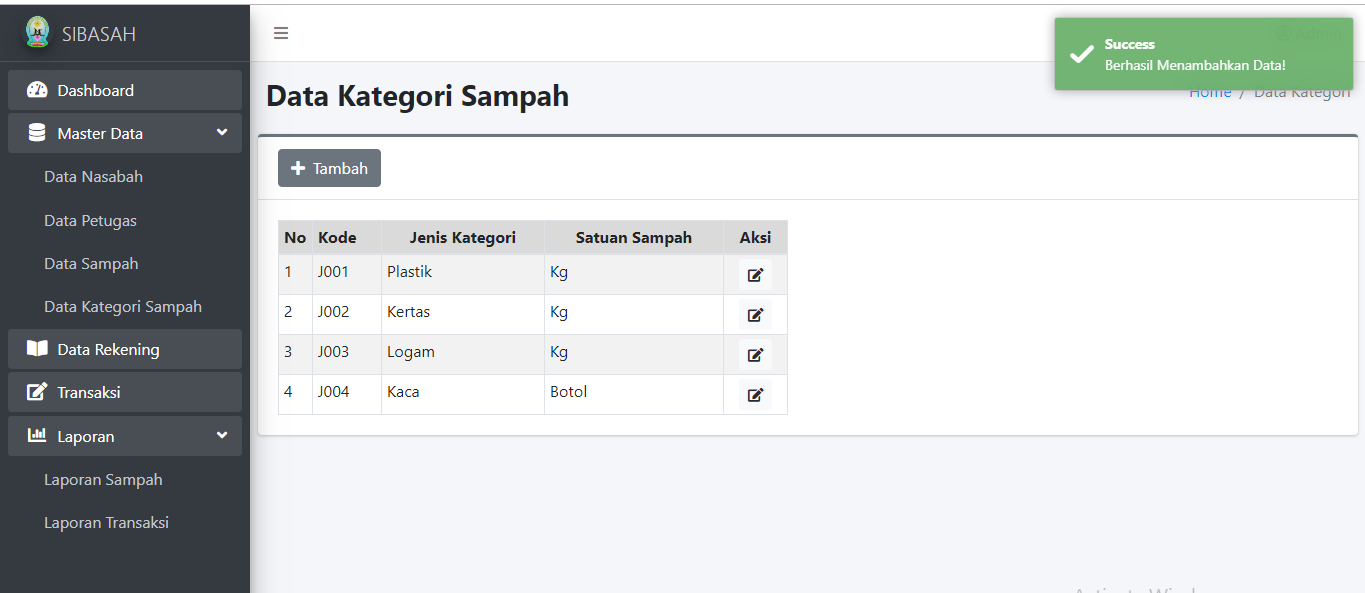 SIBASAH
Dashboard
Master Data
Data Nasabah
Data Petugas
Data Sampah
Data Kategori Sampah
Data Rekening
Transaksi
Laporan
Laporan Sampah
Laporan Transaksi
Success
Berhasil Menambahkan Data!
Data Kategori Sampah
Home / Data Kategori
Tambah
No Kode Jenis Kategori Satuan Sampah Aksi
1 J001 Plastik Kg
2 J002 Kertas Kg
3 J003 Logam Kg
4 J004 Kaca Botol